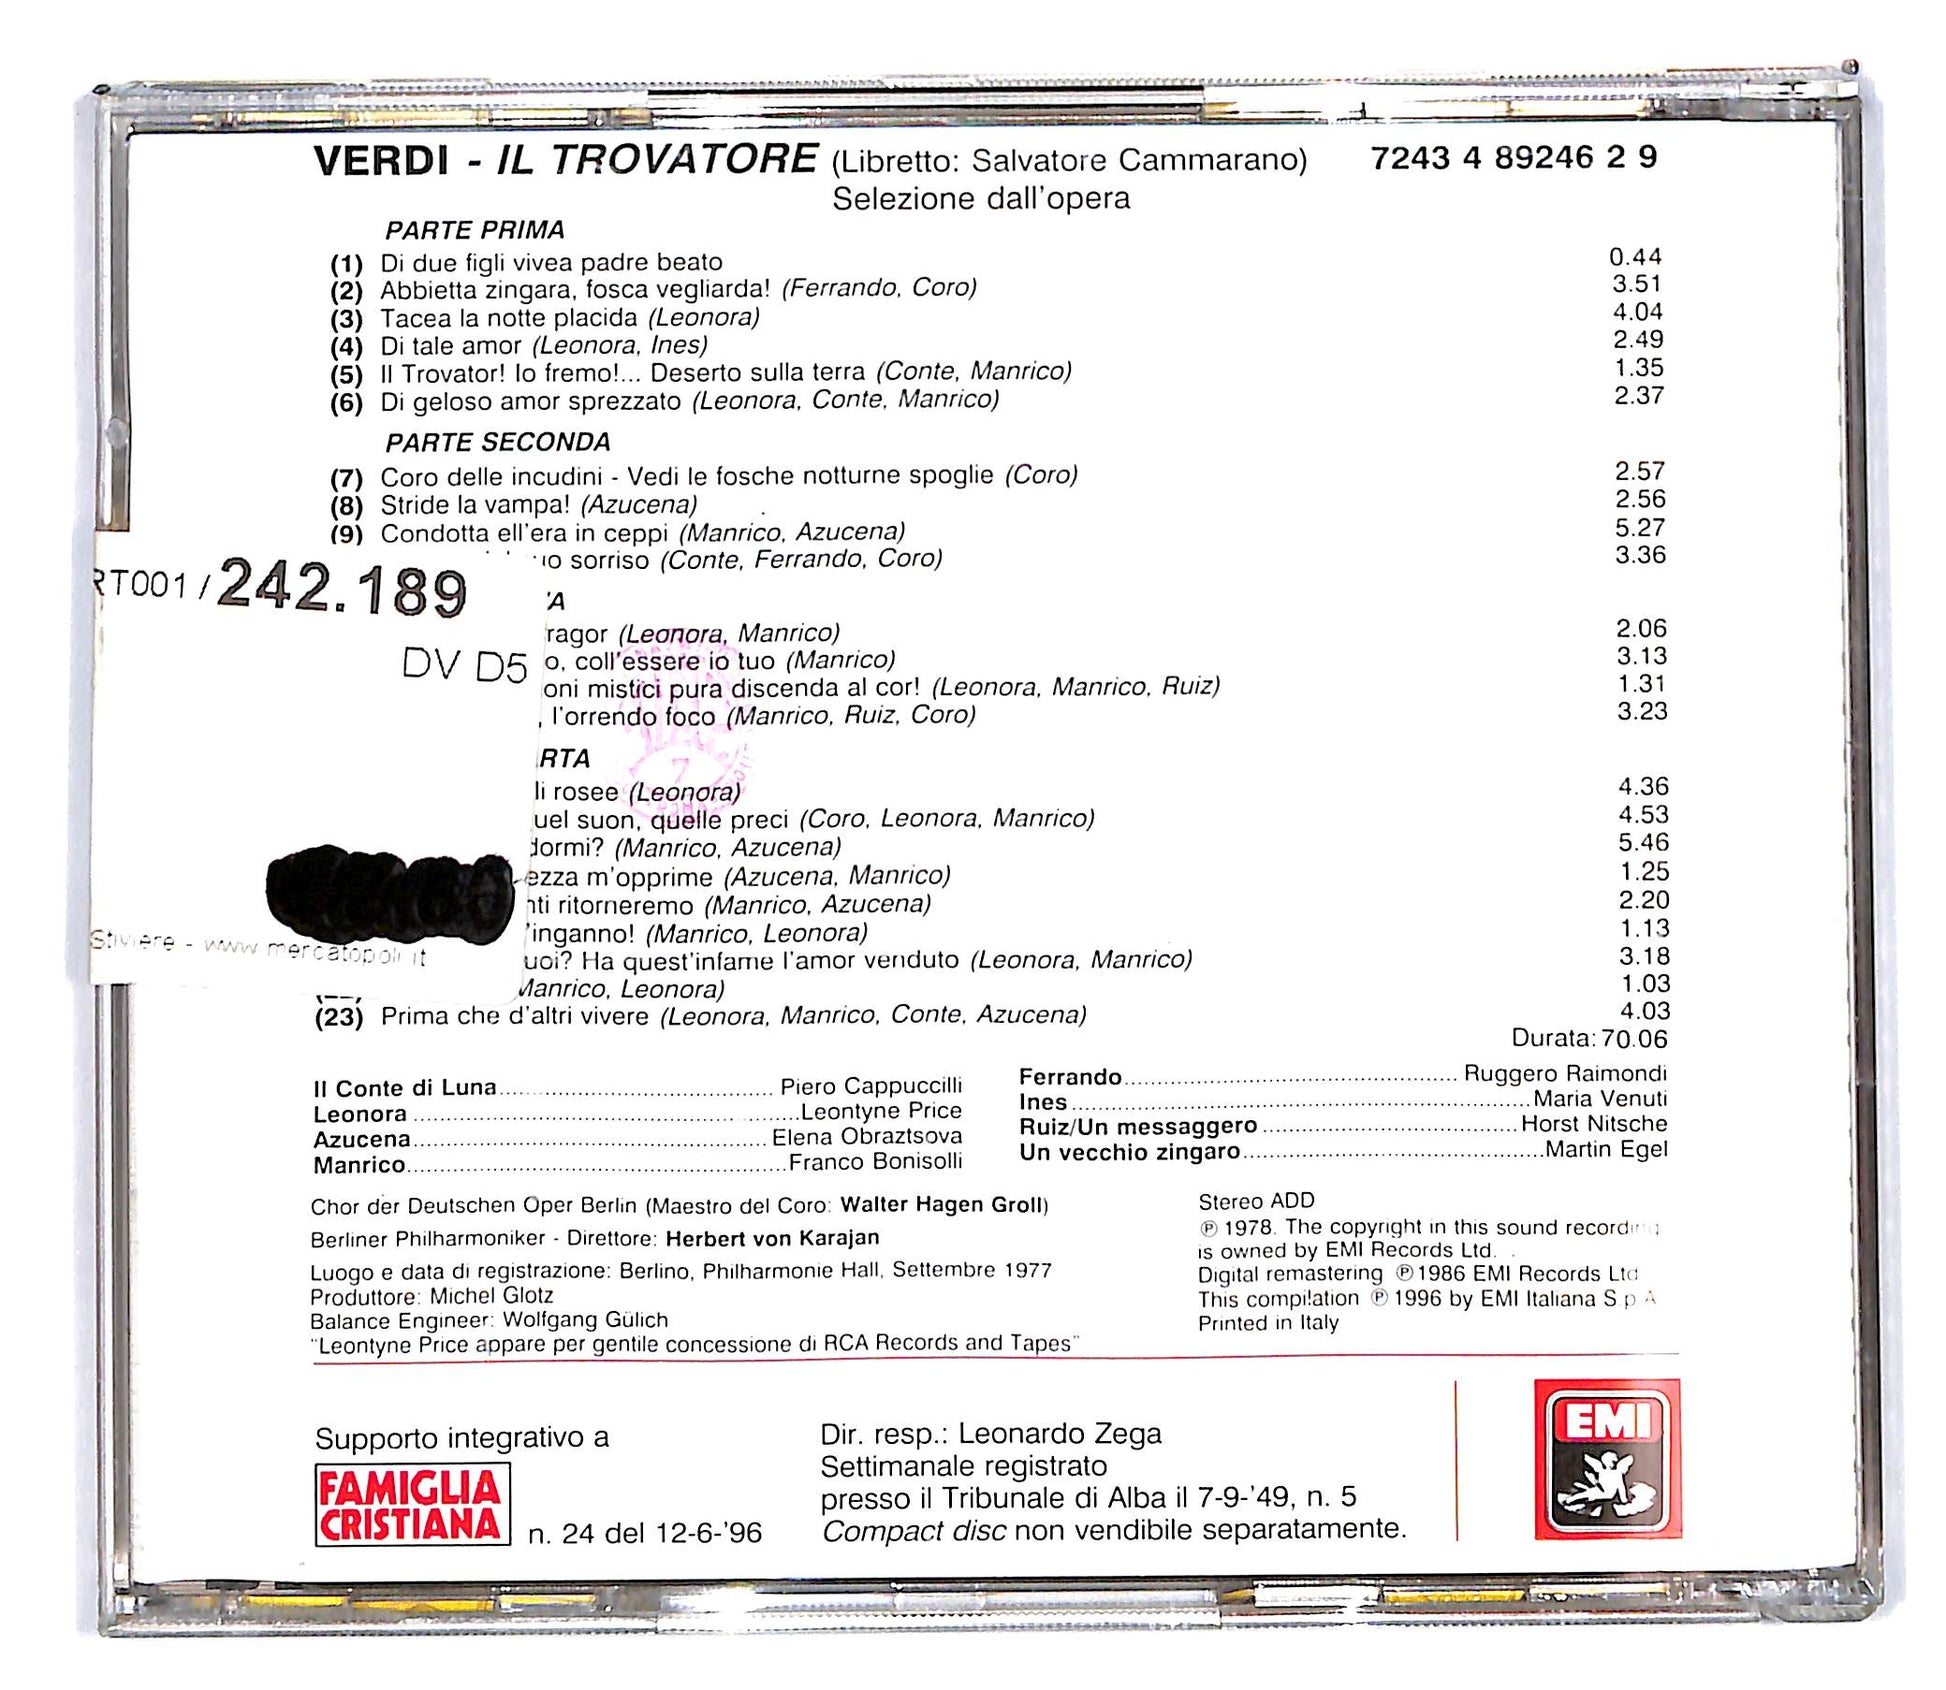 VERDI - IL TROVATORE (Libretto: Salvatore Cammarano) 7243 4 89246 2 9
Selezione dall'opera
PARTE PRIMA
(1) Di due figli vivea padre beato 0.44
(2) Abbietta zingara, fosca vegliarda! (Ferrando, Coro) 3.51
(3) Tacea la notte placida (Leonora) 4.04
(4) Di tale amor (Leonora, Ines) 2.49
(5) Il Trovator! Io fremo!... Deserto sulla terra (Conte, Manrico) 1.35
(6) Di geloso amor sprezzato (Leonora, Conte, Manrico) 2.37
PARTE SECONDA
(7) Coro delle incudini - Vedi le fosche notturne spoglie (Coro) 2.57
(8) Stride la vampa! (Azucena) 2.56
(9) Condotta ell'era in ceppi (Manrico, Azucena) 5.27
sorriso (Conte, Ferrando, Coro) 3.36
RT001 / 242.189
DV D5
(Leonora, Manrico) 2.06
coll'essere io tuo (Manrico) 3.13
mistici pura discenda al cor! (Leonora, Manrico, Ruiz) 1.31
, l'orrendo foco (Manrico, Ruiz, Coro) 3.23
RTA
rosee (Leonora) 4.36
suon, quelle preci (Coro, Leonora, Manrico) 4.53
dormi? (Manrico, Azucena) 5.46
m'opprime (Azucena, Manrico) 1.25
ritorneremo (Manrico, Azucena) 2.20
'inganno! (Manrico, Leonora) 1.13
Ha quest'infame l'amor venduto (Leonora, Manrico) 3.18
Manrico, Leonora) 1.03
Stiviere - www mercatopoli it
(23) Prima che d'altri vivere (Leonora, Manrico, Conte, Azucena) 4.03
Durata: 70.06
Il Conte di Luna Piero Cappuccilli
Leonora Leontyne Price
Azucena Elena Obraztsova
Manrico Franco Bonisolli
Ferrando Ruggero Raimondi
Ines Maria Venuti
Ruiz/Un messaggero Horst Nitsche
Un vecchio zingaro Martin Egel
Chor der Deutschen Oper Berlin (Maestro del Coro: Walter Hagen Groll)
Berliner Philharmoniker - Direttore: Herbert von Karajan
Luogo e data di registrazione: Berlino, Philharmonie Hall, Settembre 1977
Produttore: Michel Glotz
Balance Engineer: Wolfgang Gülich
"Leontyne Price appare per gentile concessione di RCA Records and Tapes"
Stereo ADD
℗ 1978. The copyright in this sound recording
is owned by EMI Records Ltd.
Digital remastering ℗ 1986 EMI Records Ltd
This compilation ℗ 1996 by EMI Italiana S.p.A
Printed in Italy
Supporto integrativo a
FAMIGLIA
CRISTIANA
n. 24 del 12-6-'96
Dir. resp.: Leonardo Zega
Settimanale registrato
presso il Tribunale di Alba il 7-9-'49, n. 5
Compact disc non vendibile separatamente.
EMI